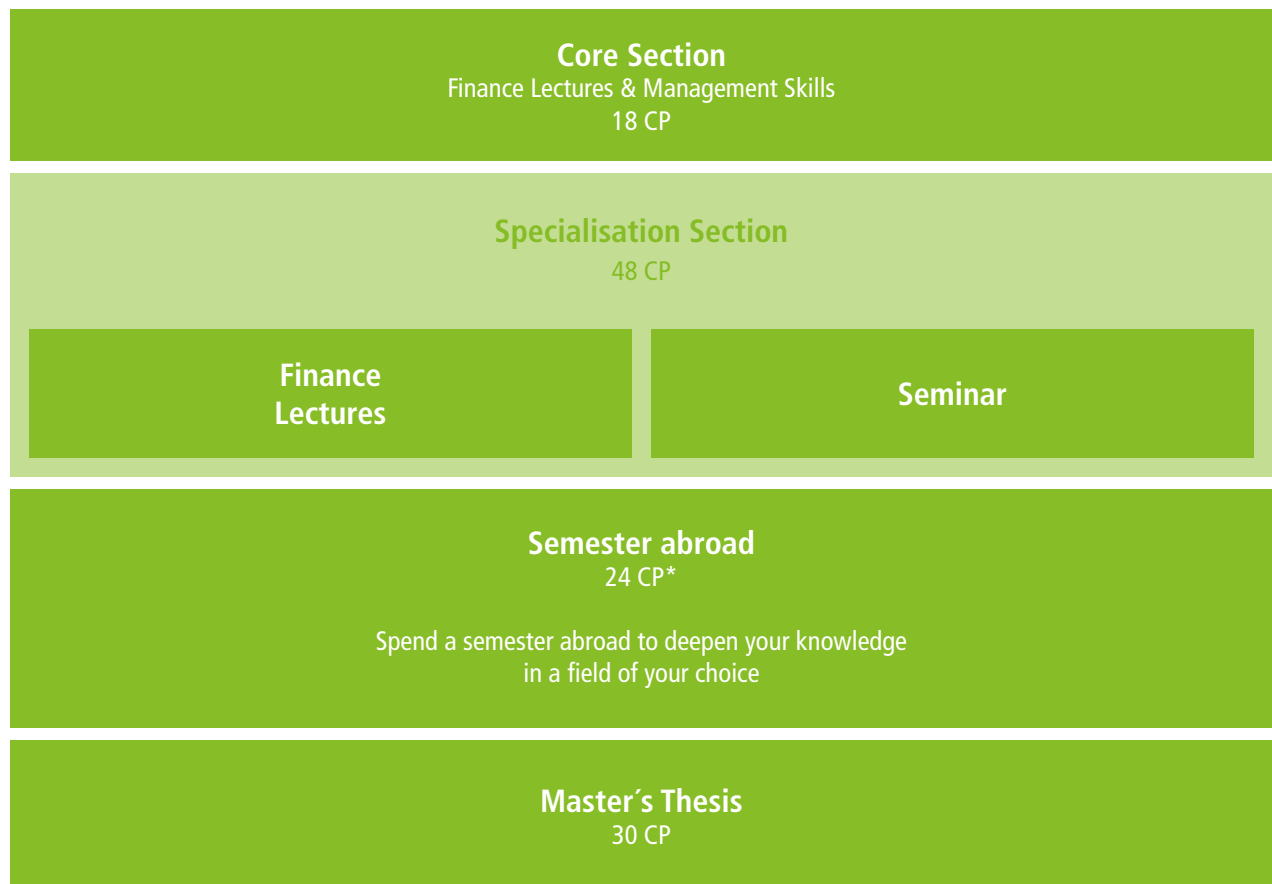 Core Section
Finance Lectures & Management Skills
18 CP
Specialisation Section
48 CP
Finance
Lectures
Seminar
Semester abroad
24 CP*
Spend a semester abroad to deepen your knowledge
in a field of your choice
Master´s Thesis
30 CP